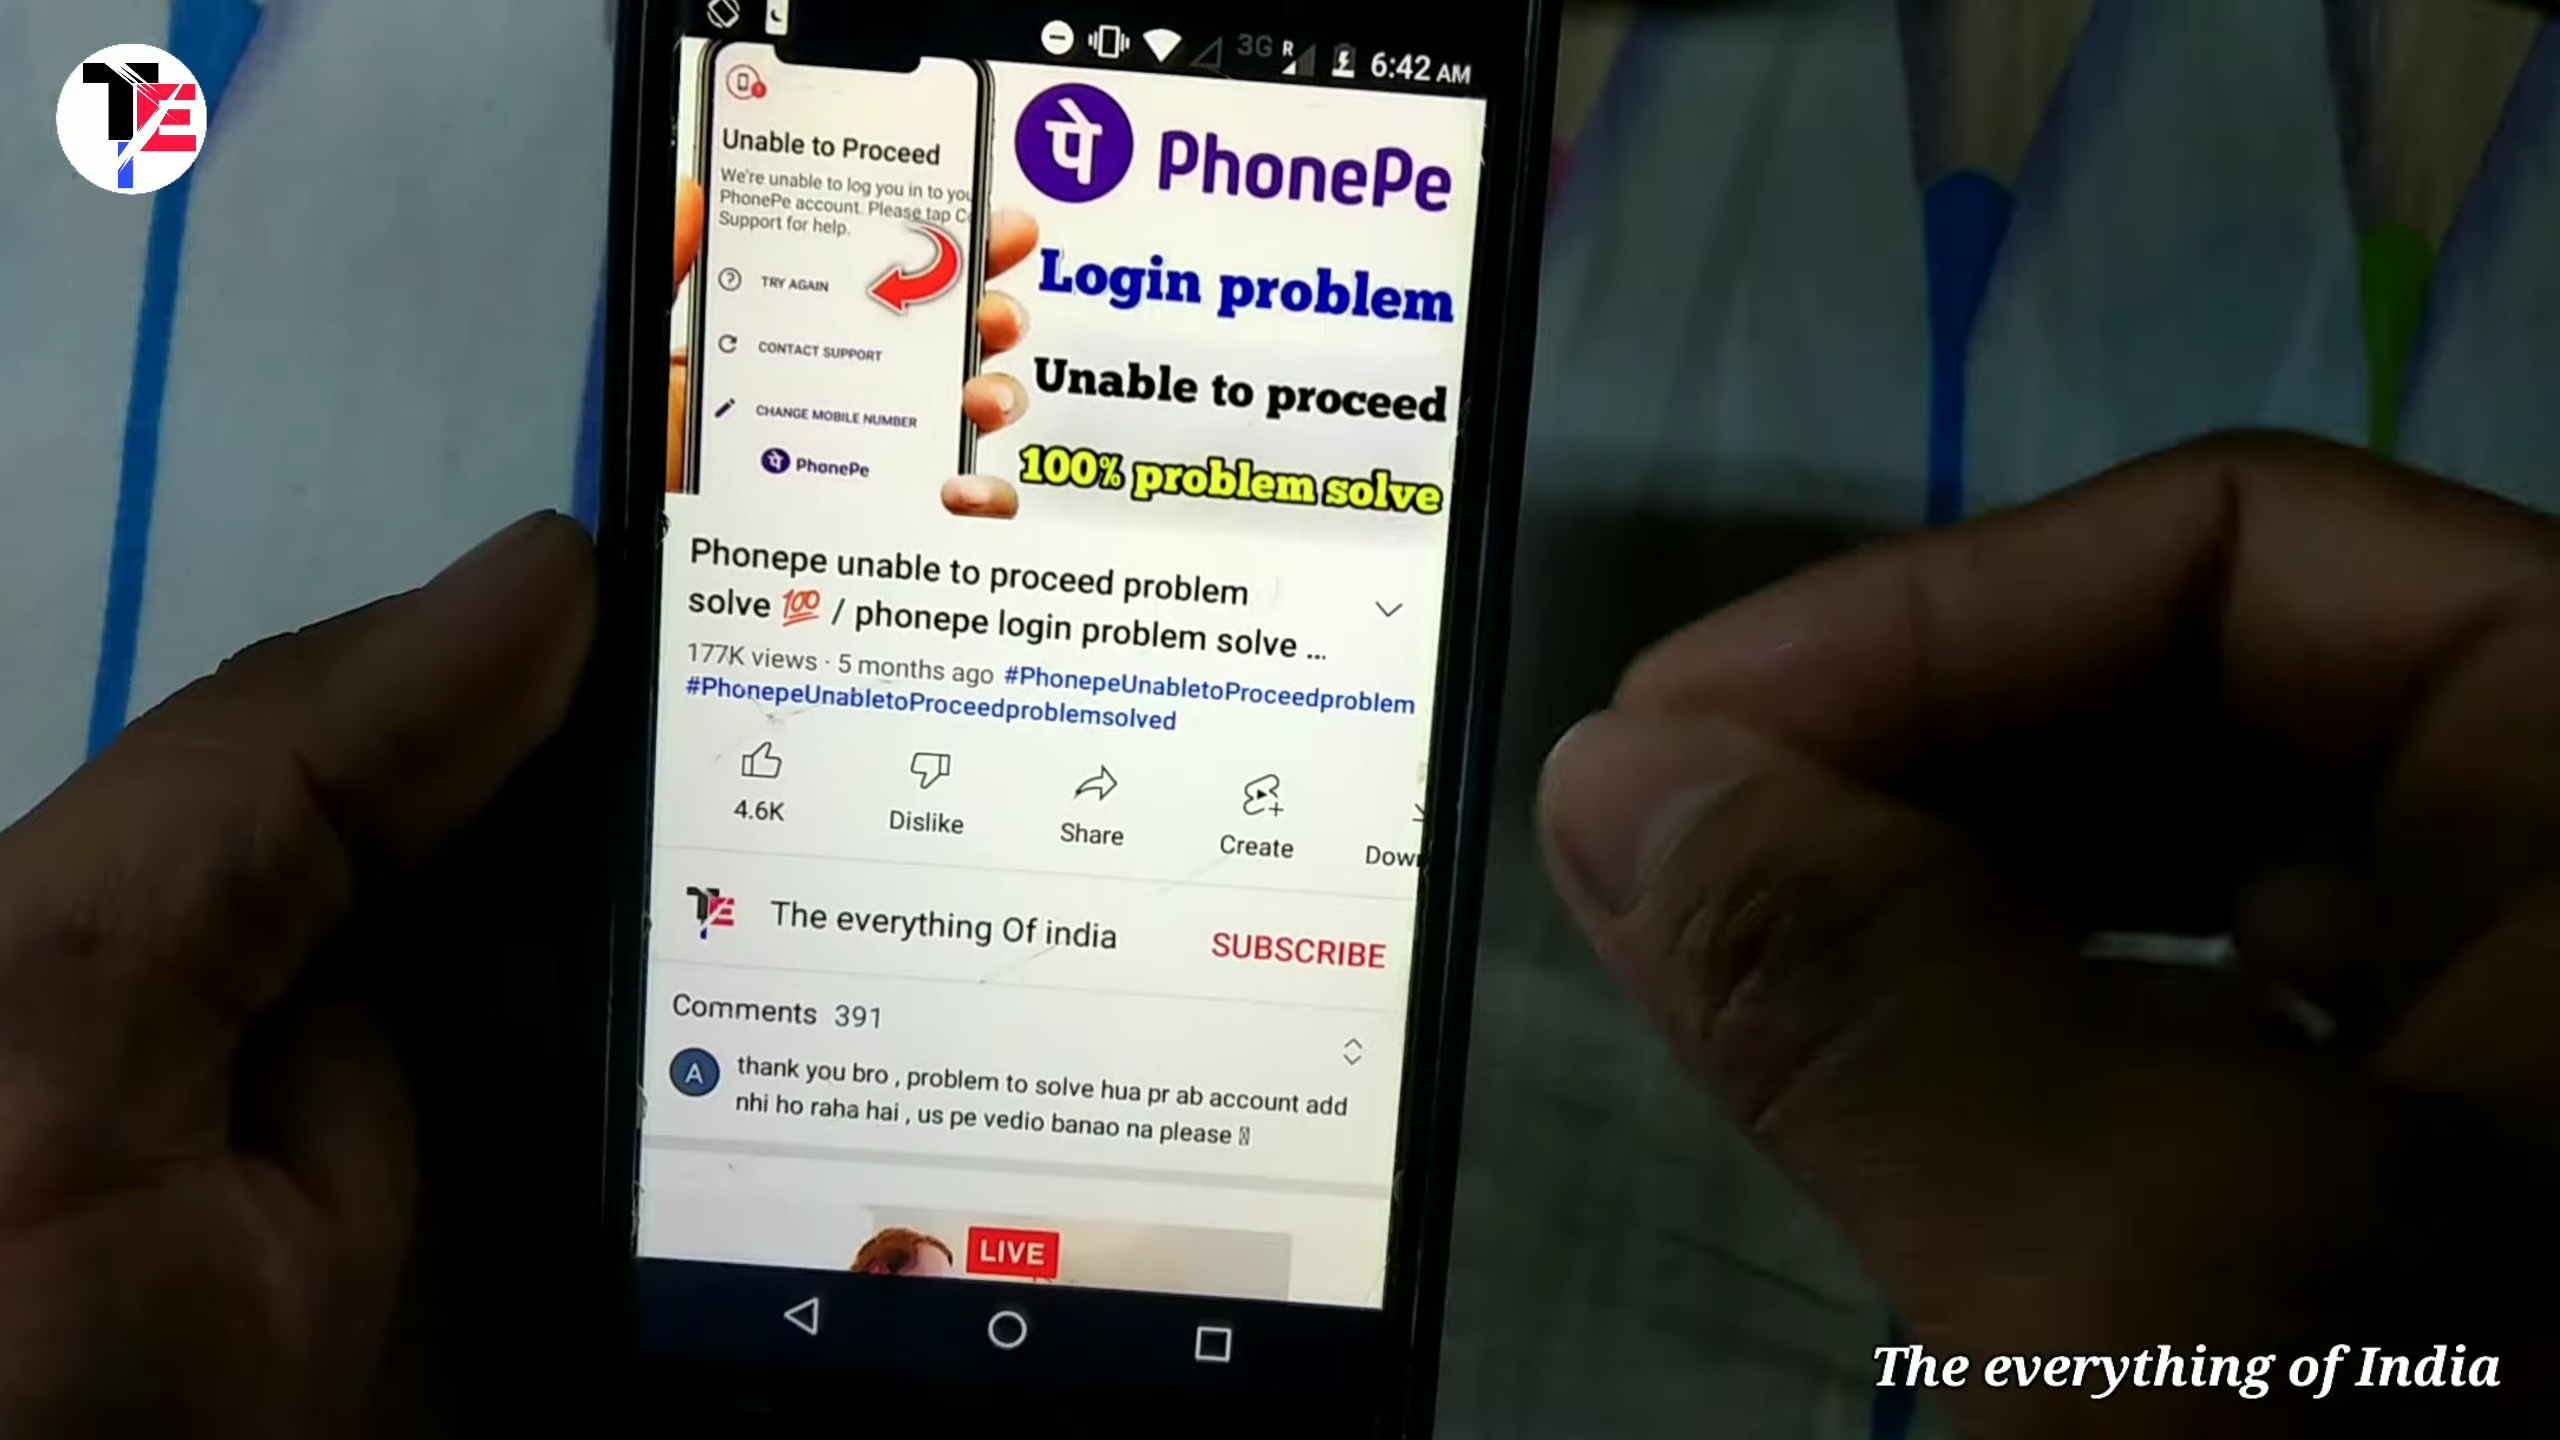 3G R 6:42 AM
Unable to Proceed
We're unable to log you in to you
PhonePe account. Please tap Co
Support for help.
TRY AGAIN
CONTACT SUPPORT
CHANGE MOBILE NUMBER
पे PhonePe
पे PhonePe
Login problem
Unable to proceed
100% problem solve
Phonepe unable to proceed problem
solve 💯 / phonepe login problem solve ...
177K views · 5 months ago #PhonepeUnabletoProceedproblem
#PhonepeUnabletoProceedproblemsolved
4.6K Dislike Share Create Down
TE The everything Of india SUBSCRIBE
Comments 391
A thank you bro , problem to solve hua pr ab account add
nhi ho raha hai , us pe vedio banao na please
LIVE
TE
The everything of India